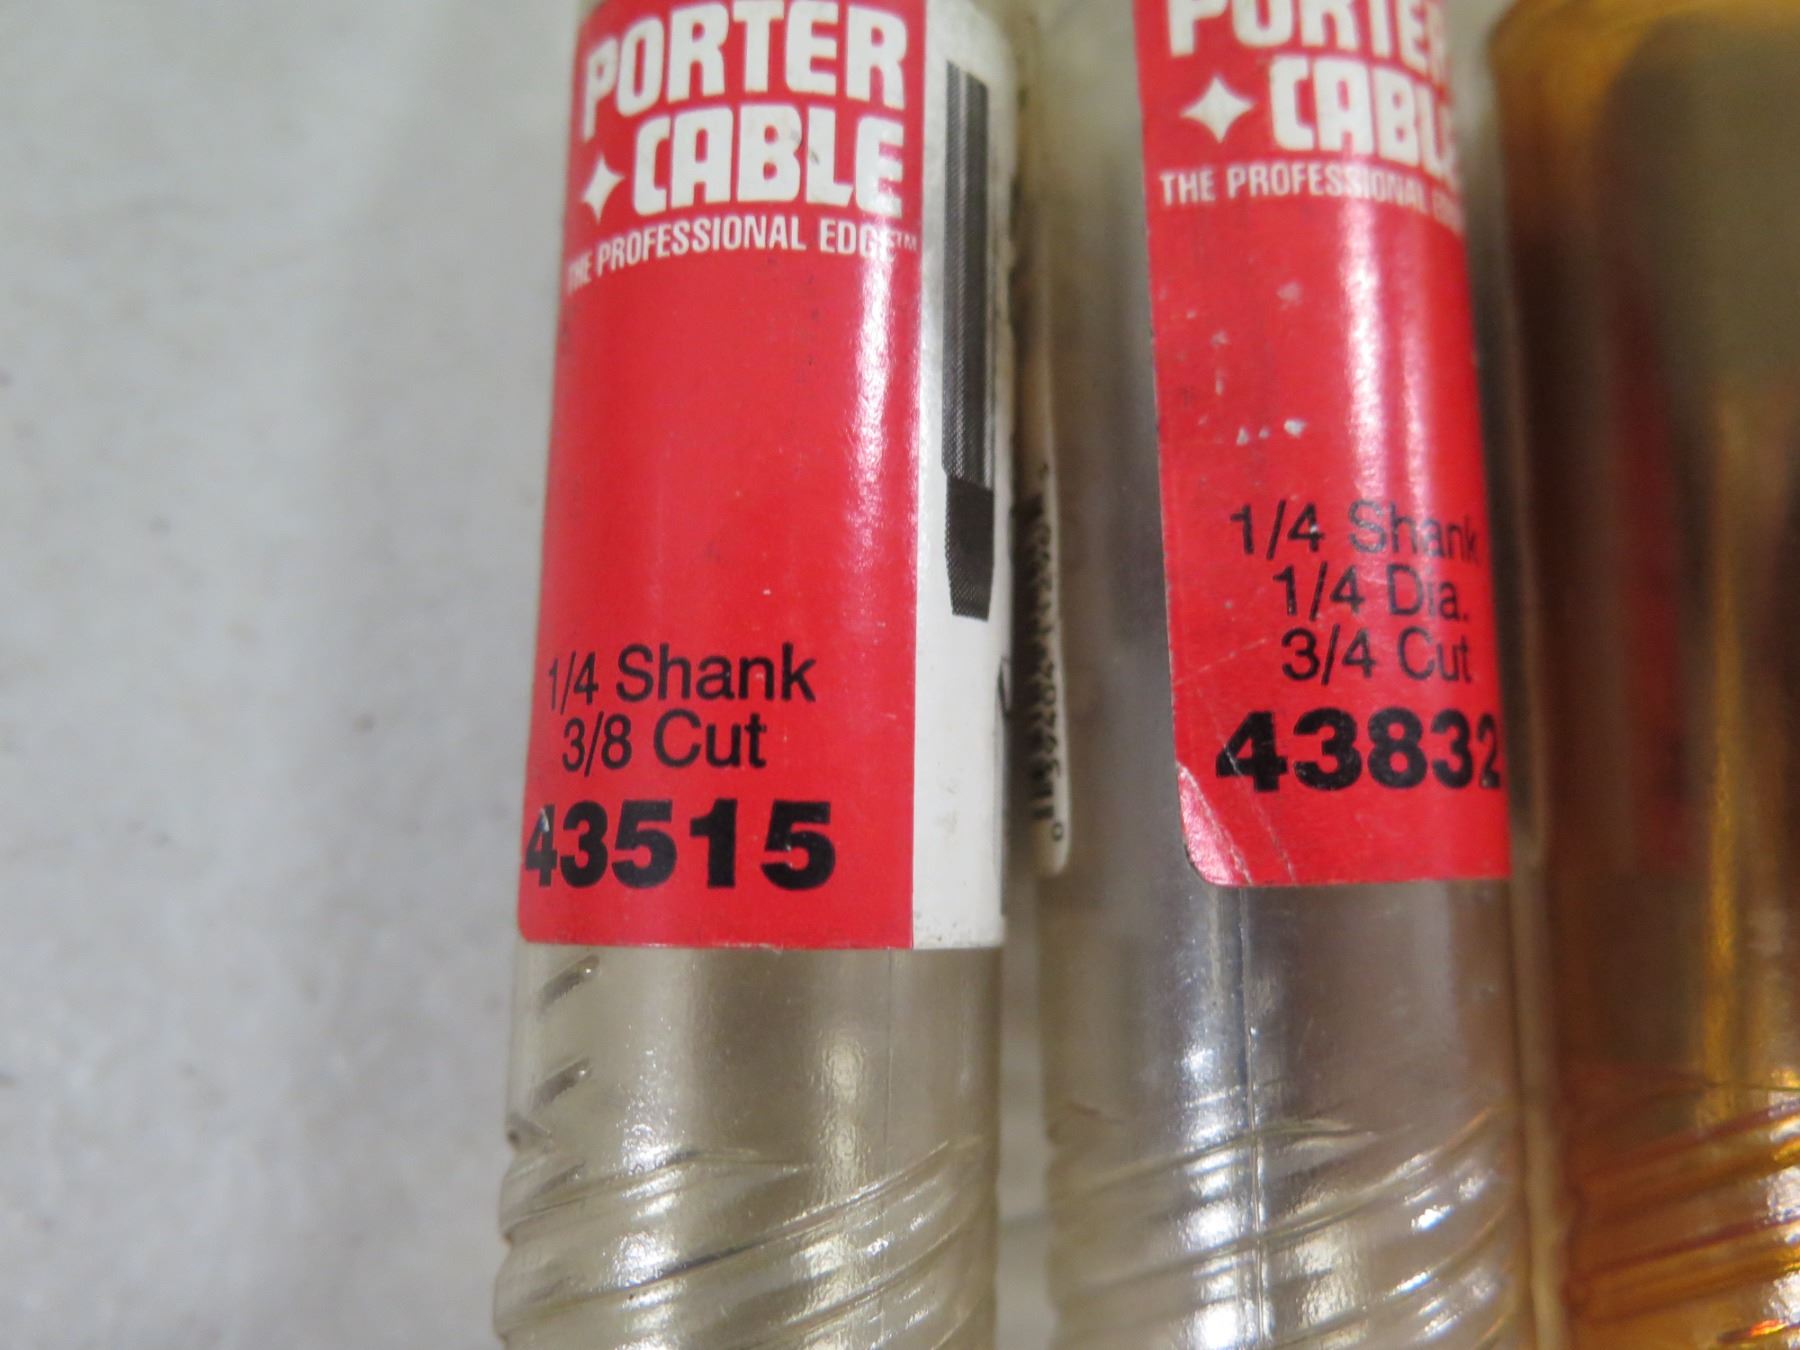 PORTER
CABLE
THE PROFESSIONAL EDGE™
1/4 Shank
3/8 Cut
43515
PORTER
CABLE
THE PROFESSIONAL
1/4 Shank
1/4 Dia.
3/4 Cut
43832